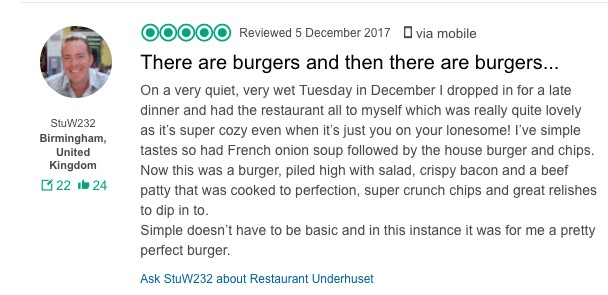 Reviewed 5 December 2017 via mobile
There are burgers and then there are burgers...
On a very quiet, very wet Tuesday in December I dropped in for a late
dinner and had the restaurant all to myself which was really quite lovely
as it's super cozy even when it's just you on your lonesome! I've simple
tastes so had French onion soup followed by the house burger and chips.
Now this was a burger, piled high with salad, crispy bacon and a beef
patty that was cooked to perfection, super crunch chips and great relishes
to dip in to.
Simple doesn't have to be basic and in this instance it was for me a pretty
perfect burger.
Ask StuW232 about Restaurant Underhuset
StuW232
Birmingham,
United
Kingdom
22 24